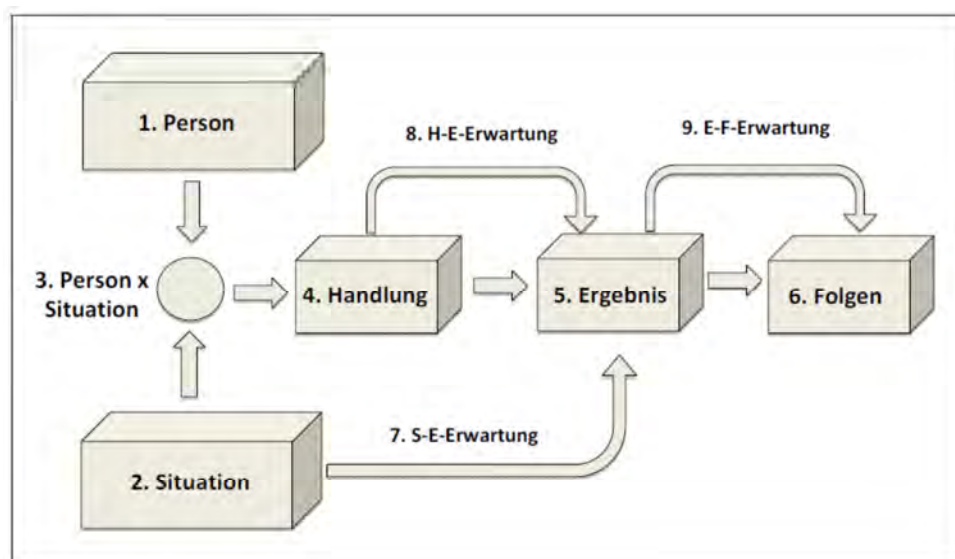 1. Person
8. H-E-Erwartung
9. E-F-Erwartung
3. Person x
Situation
4. Handlung
5. Ergebnis
6. Folgen
7. S-E-Erwartung
2. Situation